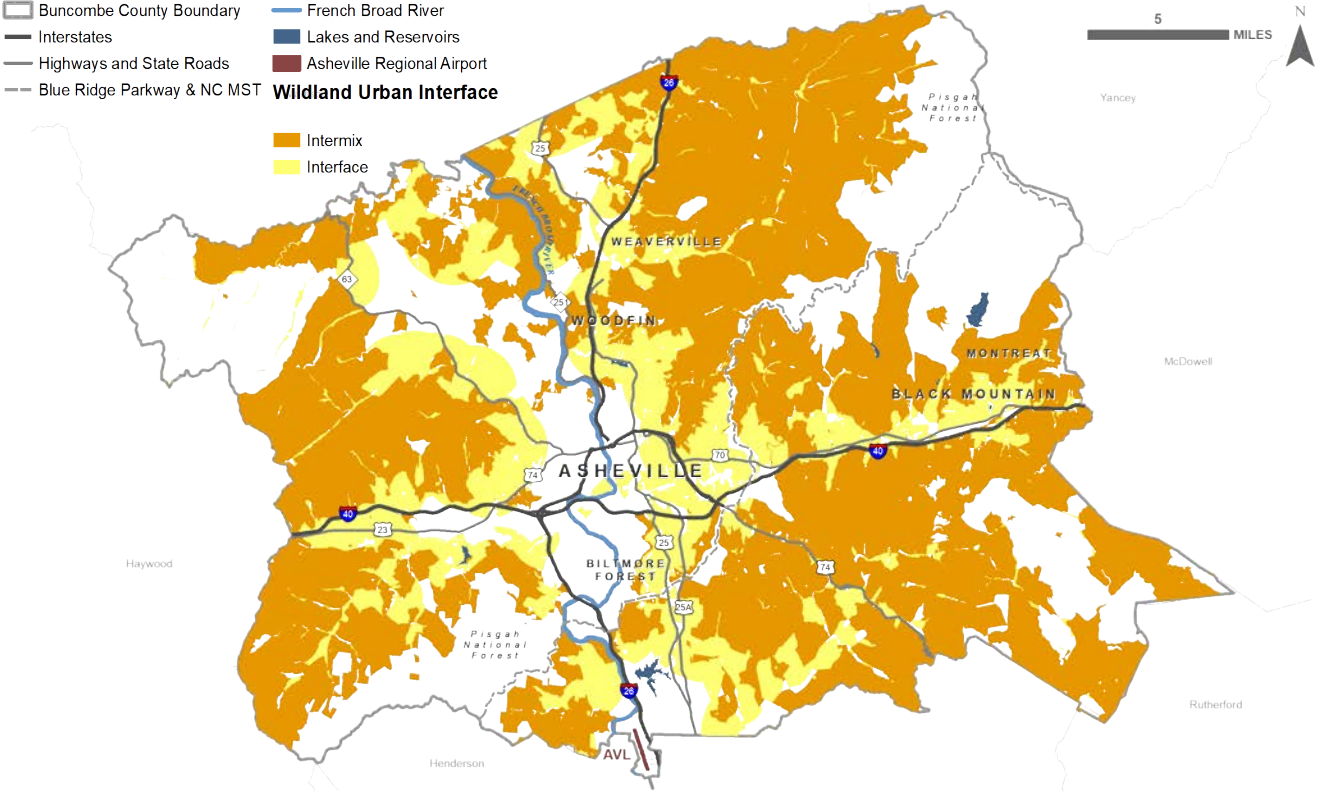 Buncombe County Boundary
Interstates
Highways and State Roads
Blue Ridge Parkway & NC MST
French Broad River
Lakes and Reservoirs
Asheville Regional Airport
Wildland Urban Interface
Intermix
Interface
5
MILES
N
26
Pisgah
National
Forest
Yancey
25
FRENCH BROAD RIVER
WEAVERVILLE
63
251
WOODFIN
MONTREAT
McDowell
BLACK MOUNTAIN
70
40
ASHEVILLE
74
40
23
25
BILTMORE
FOREST
Haywood
74
25A
Pisgah
National
Forest
26
Rutherford
AVL
Henderson